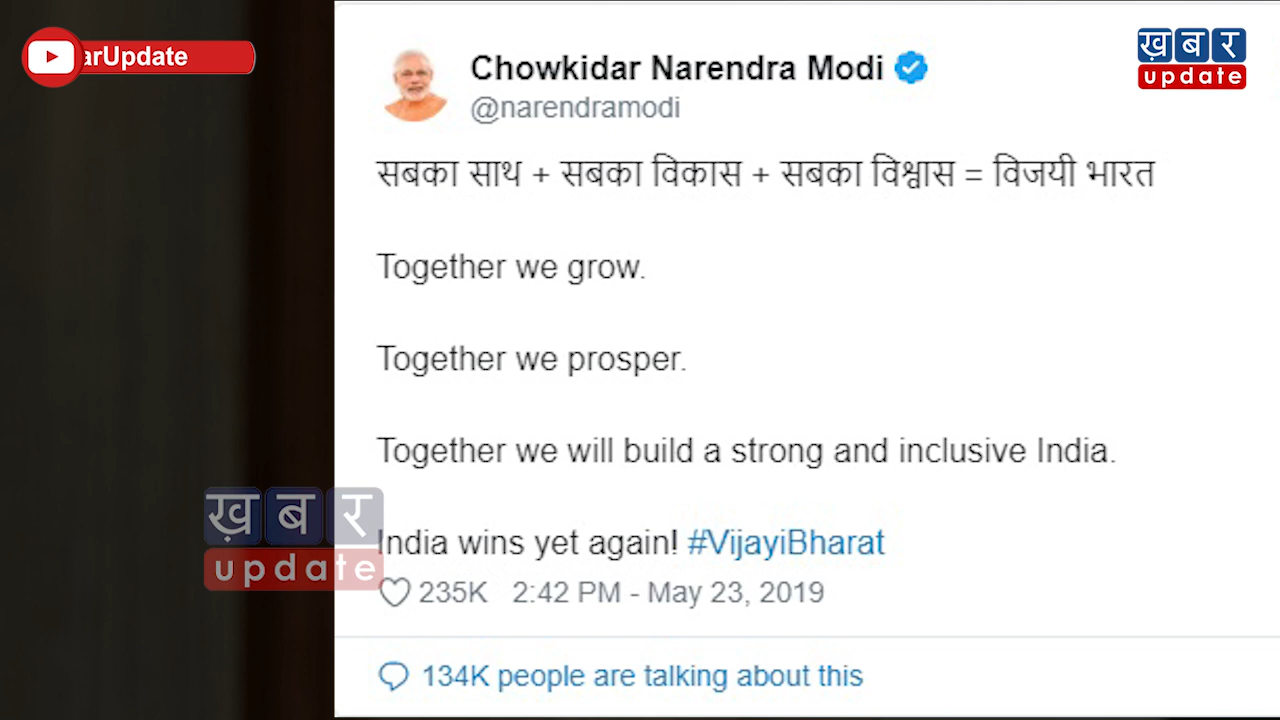 arUpdate
ख़बर
update
Chowkidar Narendra Modi
@narendramodi
सबका साथ + सबका विकास + सबका विश्वास = विजयी भारत
Together we grow.
Together we prosper.
Together we will build a strong and inclusive India.
ख़बर
update
India wins yet again! #VijayiBharat
235K 2:42 PM - May 23, 2019
134K people are talking about this